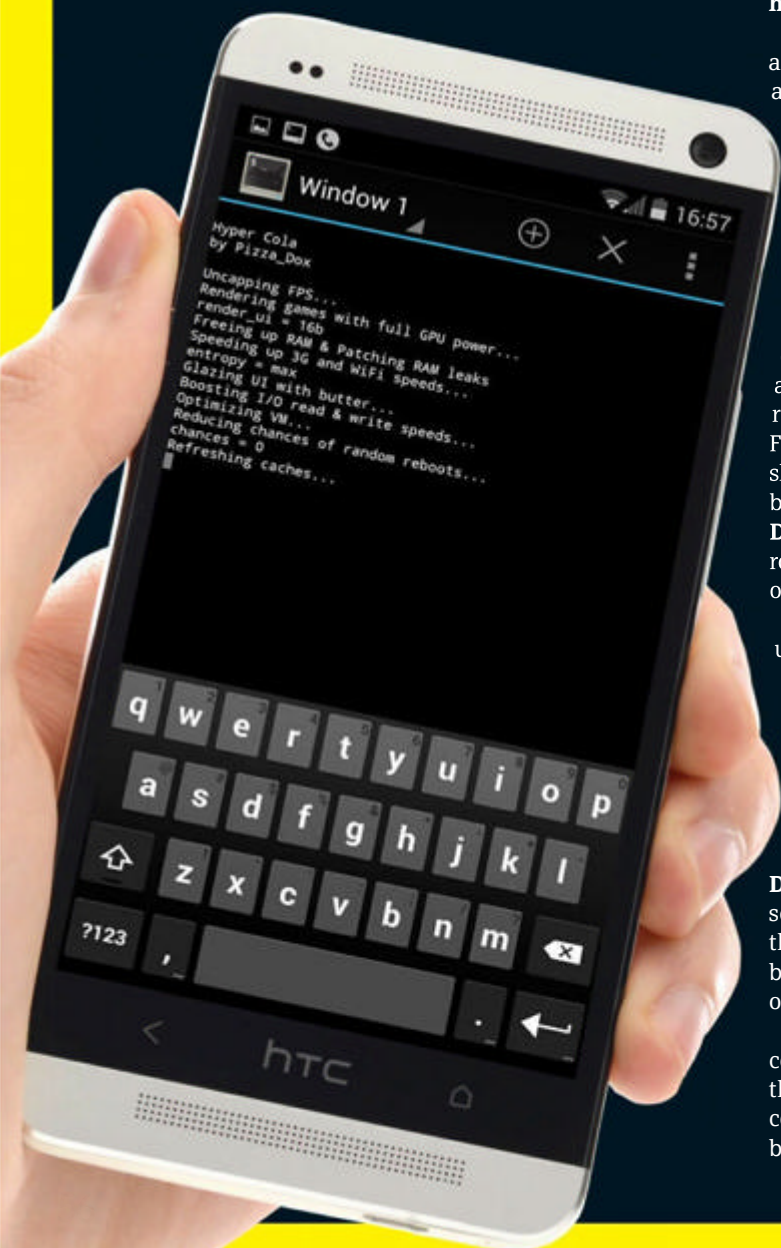 16:57
Window 1
Hyper Cola
by Pizza_Dox
Uncapping FPS...
Rendering games with full GPU power...
render_ui = 16b
Freeing up RAM & Patching RAM leaks
Speeding up 3G and WiFi speeds...
entropy = max
Glazing UI with butter...
Boosting I/O read & write speeds...
Optimizing VM...
Reducing chances of random reboots...
chances = 0
Refreshing caches...
q w e r t y u i o p
a s d f g h j k l
z x c v b n m
?123 , .
hTC